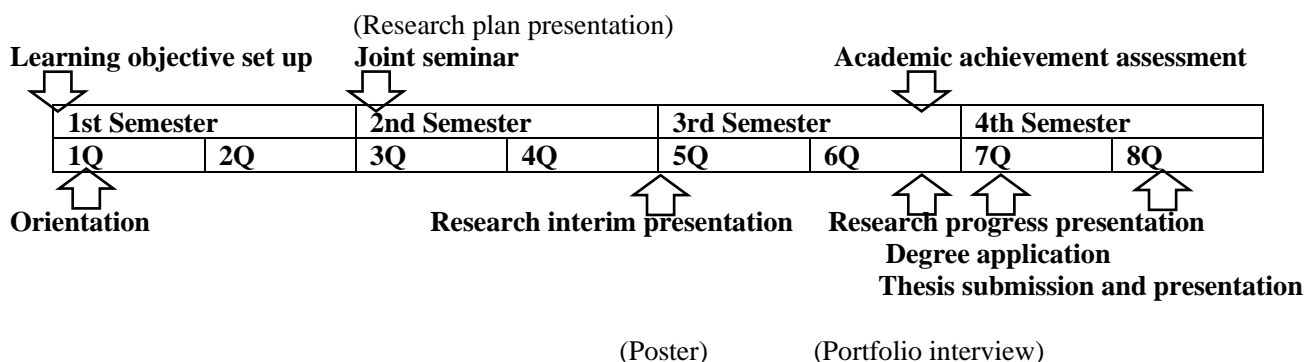 (Research plan presentation)
Learning objective set up Joint seminar Academic achievement assessment
1st Semester 2nd Semester 3rd Semester 4th Semester
1Q 2Q 3Q 4Q 5Q 6Q 7Q 8Q
Orientation Research interim presentation Research progress presentation
Degree application
Thesis submission and presentation
(Poster) (Portfolio interview)